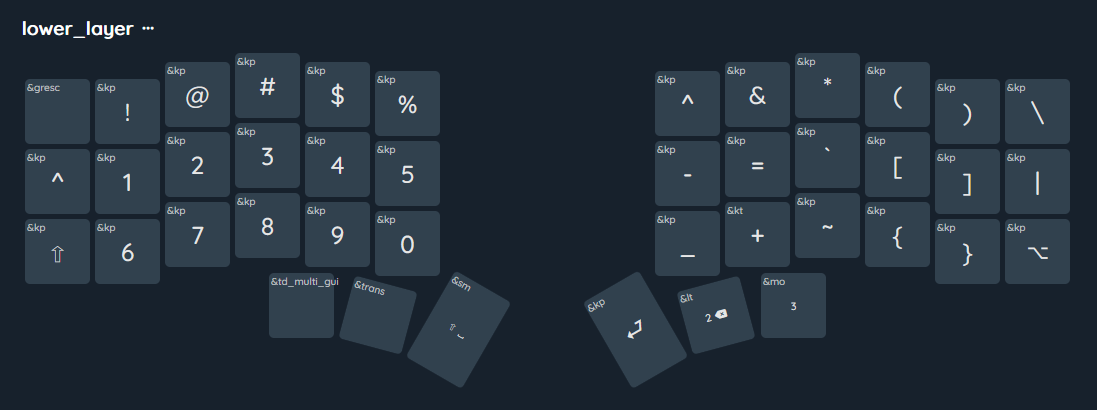 lower_layer ···
&gresc &kp ! &kp @ &kp # &kp $ &kp % &kp ^ &kp & &kp * &kp ( &kp ) &kp \
&kp ^ &kp 1 &kp 2 &kp 3 &kp 4 &kp 5 &kp - &kp = &kp ` &kp [ &kp ] &kp |
&kp ⇧ &kp 6 &kp 7 &kp 8 &kp 9 &kp 0 &kp _ &kt + &kp ~ &kp { &kp } &kp ⌥
&td_multi_gui &trans &sm ⇧ ⎵ &kp ⏎ &lt 2 ⌫ &mo 3